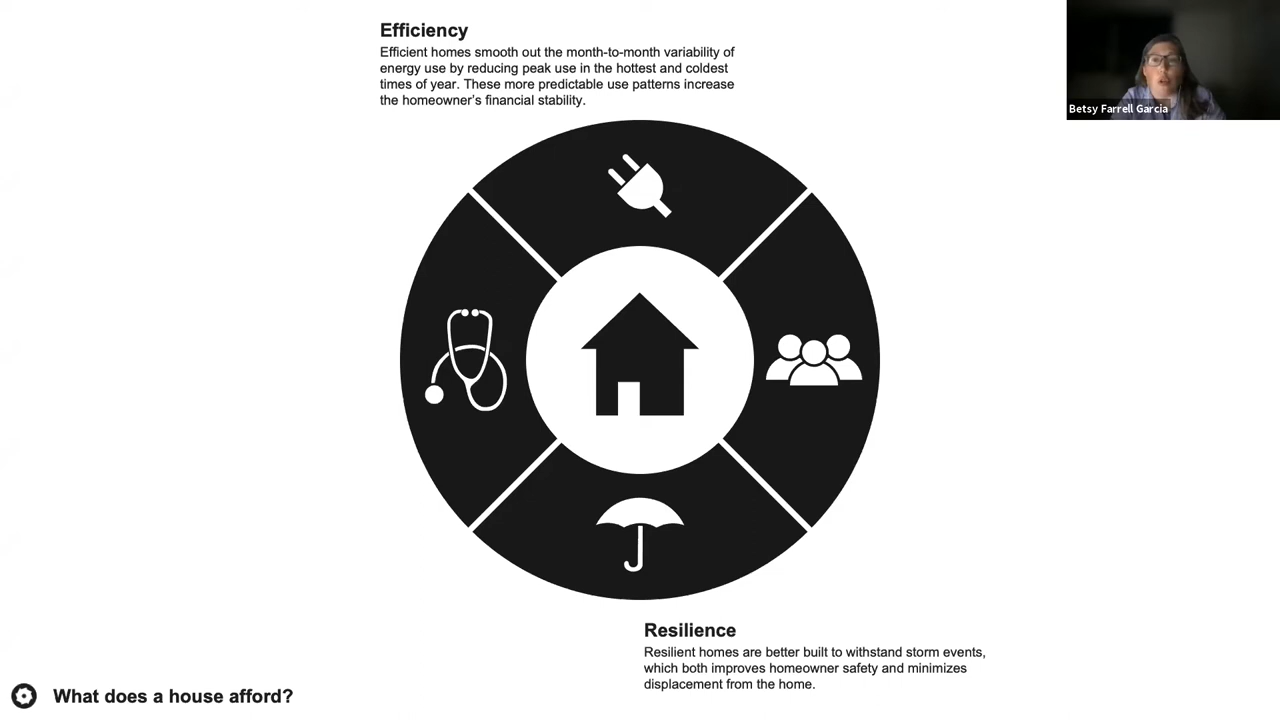 Efficiency
Efficient homes smooth out the month-to-month variability of
energy use by reducing peak use in the hottest and coldest
times of year. These more predictable use patterns increase
the homeowner's financial stability.
Betsy Farrell Garcia
Resilience
Resilient homes are better built to withstand storm events,
which both improves homeowner safety and minimizes
displacement from the home.
What does a house afford?